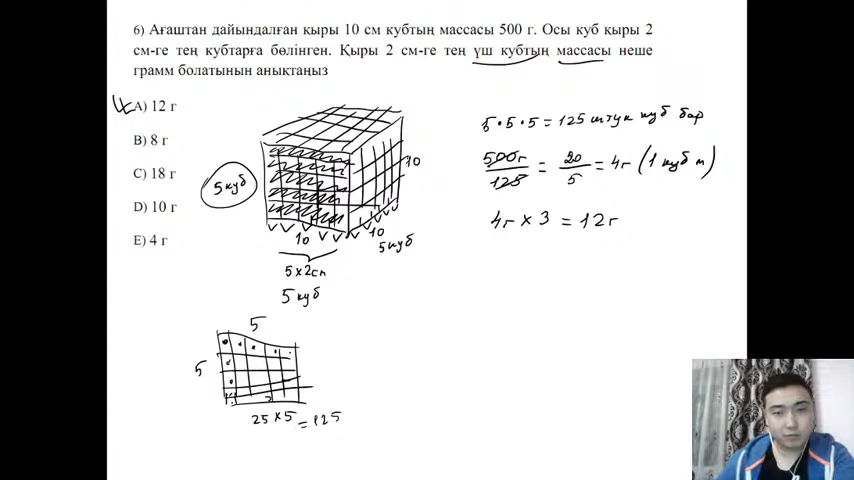 6) Ағаштан дайындалған қыры 10 см кубтың массасы 500 г. Осы куб қыры 2
см-ге тең кубтарға бөлінген. Қыры 2 см-ге тең үш кубтың массасы неше
грамм болатынын анықтаңыз
A) 12 г
B) 8 г
C) 18 г
D) 10 г
E) 4 г
5 куб
10
10
10
5 куб
5 x 2см
5 куб
5 · 5 · 5 = 125 штук куб бар
500г / 125 = 20 / 5 = 4г (1 куб т)
4г x 3 = 12г
5
5
25 x 5 = 125